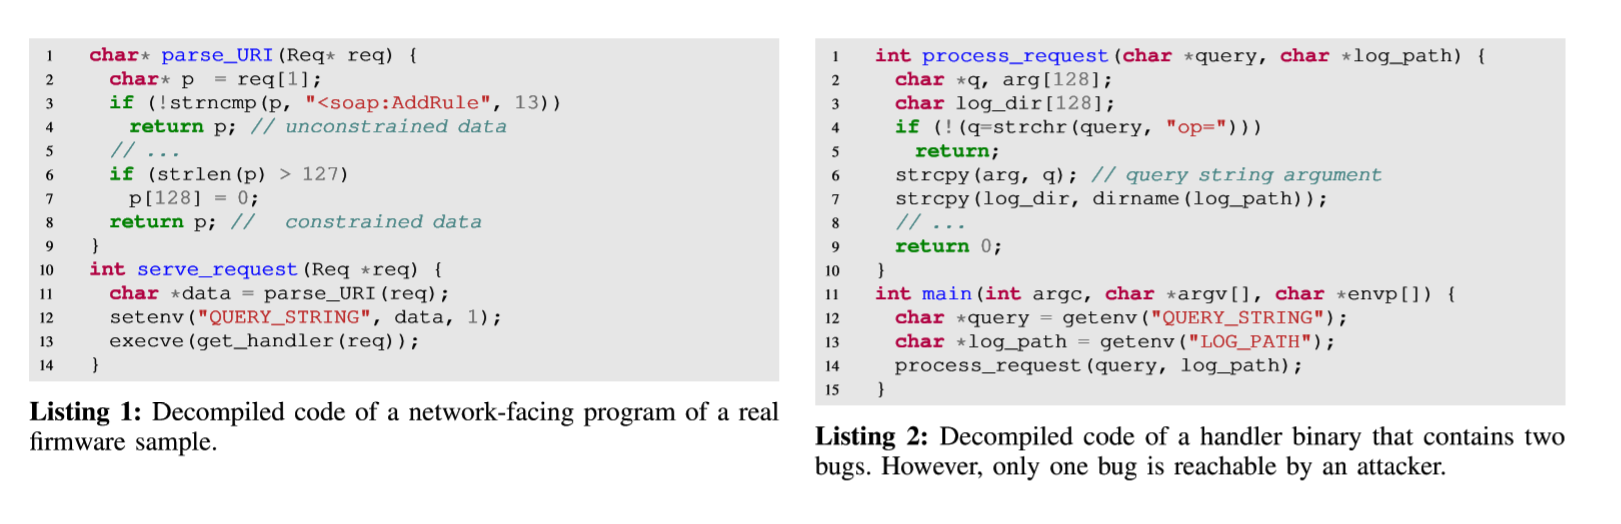 1 char* parse_URI(Req* req) {
2 char* p = req[1];
3 if (!strncmp(p, "<soap:AddRule", 13))
4 return p; // unconstrained data
5 // ...
6 if (strlen(p) > 127)
7 p[128] = 0;
8 return p; // constrained data
9 }
10 int serve_request(Req *req) {
11 char *data = parse_URI(req);
12 setenv("QUERY_STRING", data, 1);
13 execve(get_handler(req));
14 }
Listing 1: Decompiled code of a network-facing program of a real
firmware sample.
1 int process_request(char *query, char *log_path) {
2 char *q, arg[128];
3 char log_dir[128];
4 if (!(q=strchr(query, "op=")))
5 return;
6 strcpy(arg, q); // query string argument
7 strcpy(log_dir, dirname(log_path));
8 // ...
9 return 0;
10 }
11 int main(int argc, char *argv[], char *envp[]) {
12 char *query = getenv("QUERY_STRING");
13 char *log_path = getenv("LOG_PATH");
14 process_request(query, log_path);
15 }
Listing 2: Decompiled code of a handler binary that contains two
bugs. However, only one bug is reachable by an attacker.